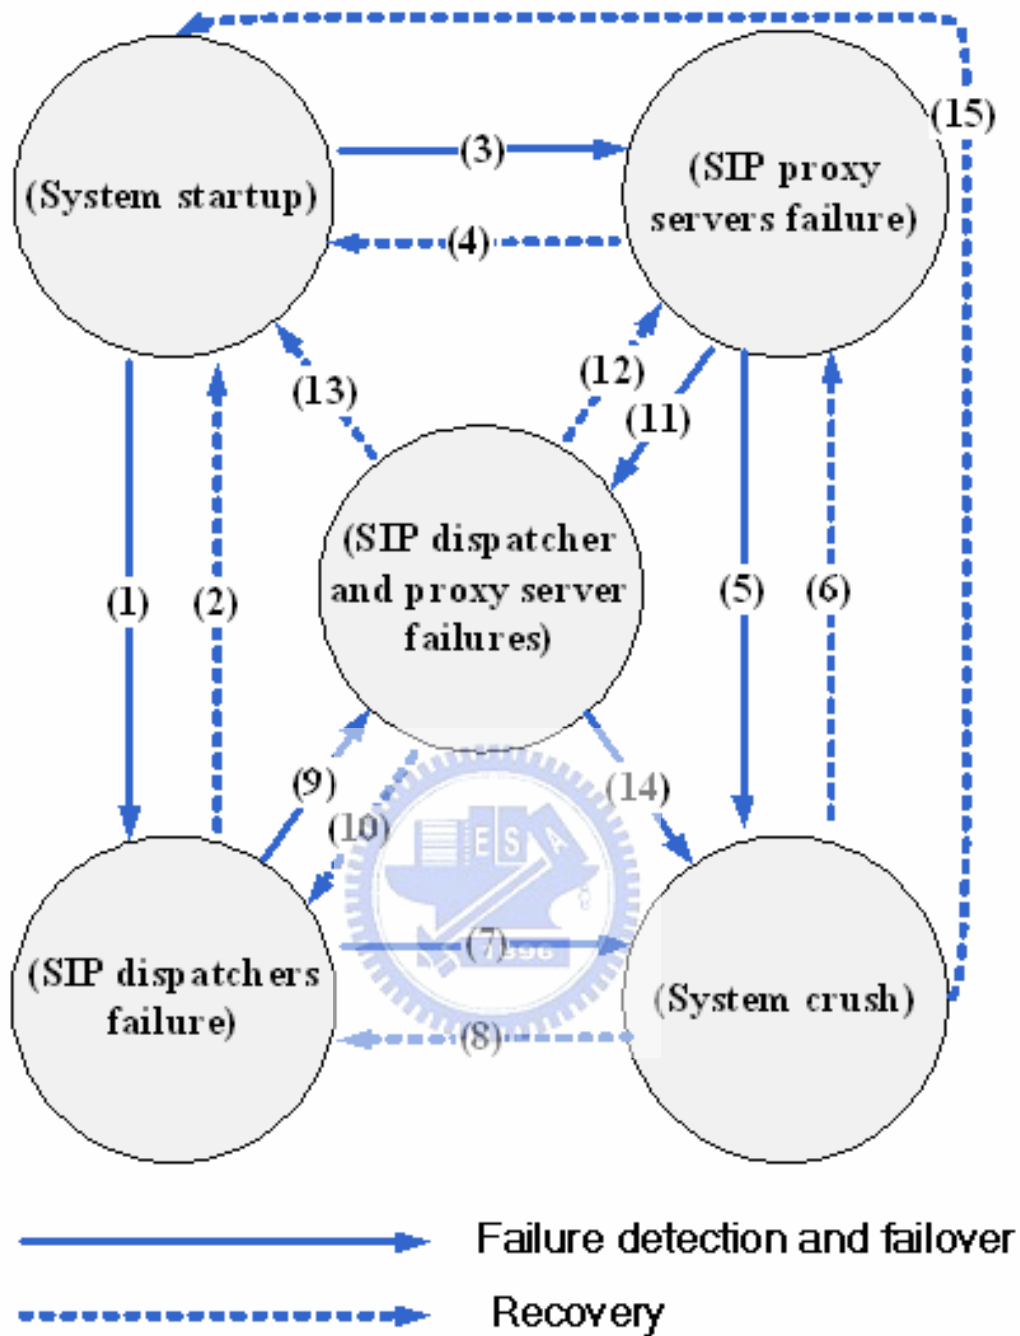 (15)
(3)
(System startup)
(SIP proxy
servers failure)
(4)
(13)
(12)
(11)
(SIP dispatcher
and proxy server
failures)
(1)
(2)
(5)
(6)
(9)
(14)
(10)
E S A
(7)
1896
(SIP dispatchers
failure)
(System crush)
(8)
Failure detection and failover
Recovery